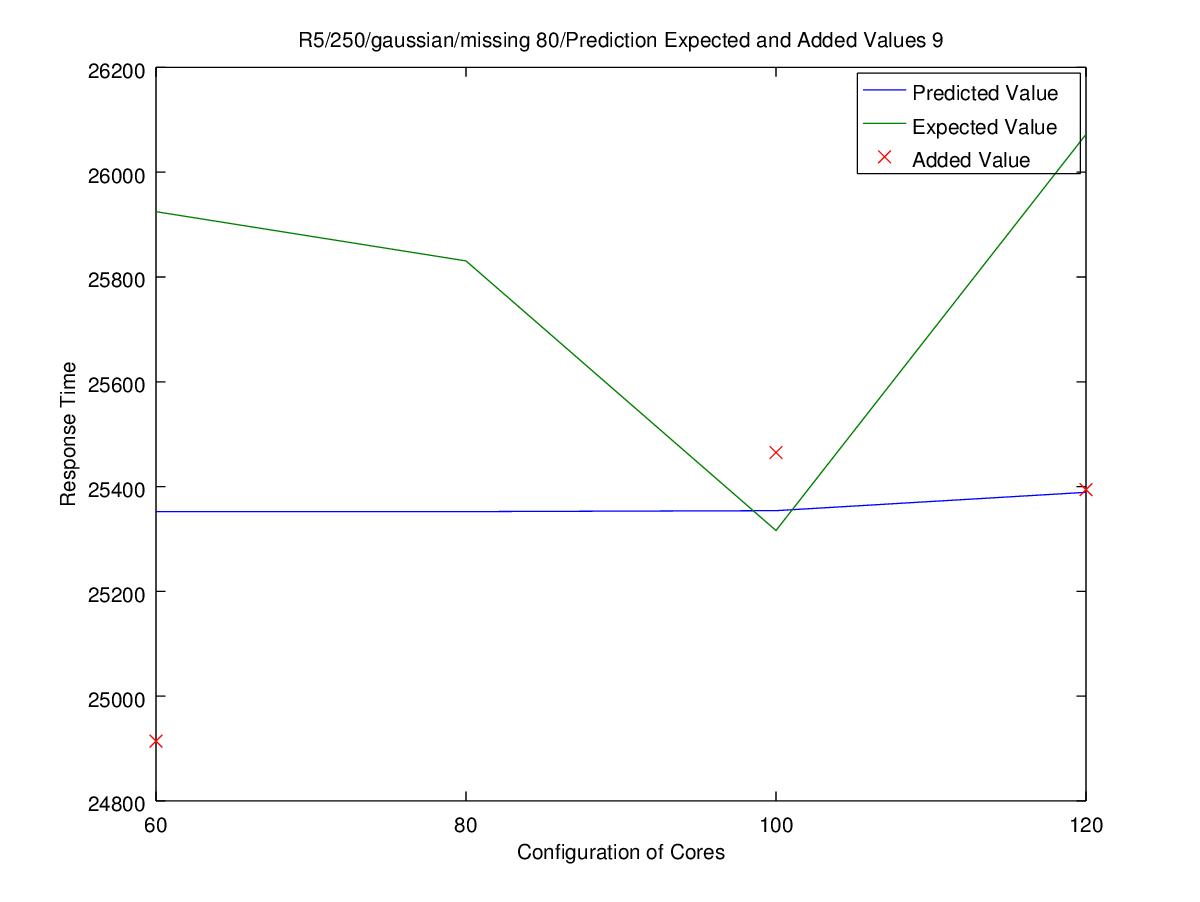 R5/250/gaussian/missing 80/Prediction Expected and Added Values 9
26200
26000
25800
25600
25400
25200
25000
24800
Response Time
Predicted Value
Expected Value
Added Value
60
80
100
120
Configuration of Cores